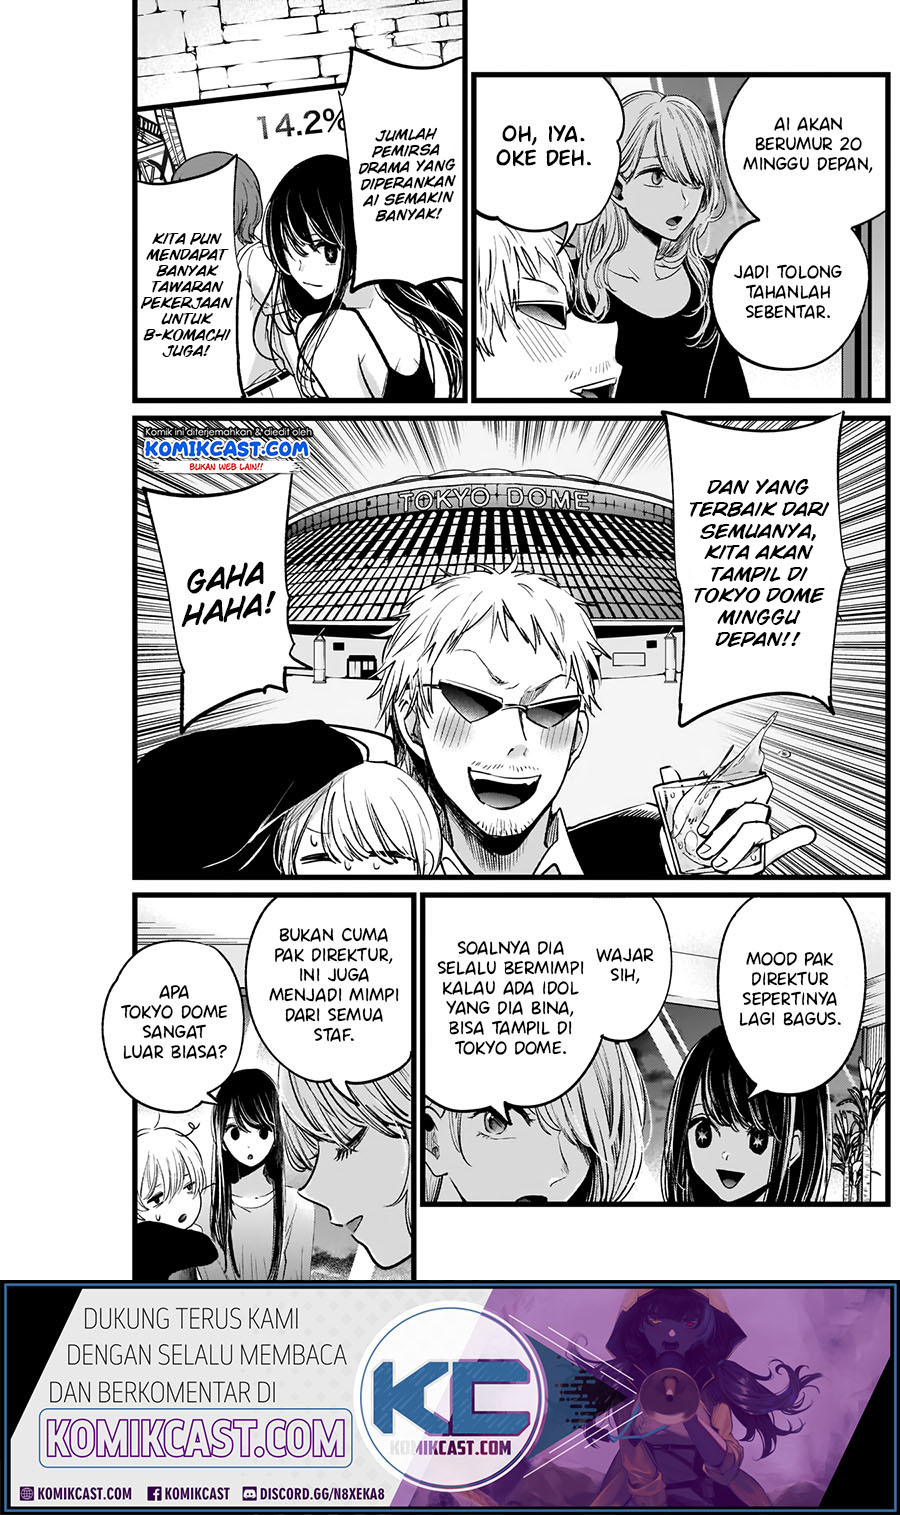 AI AKAN
BERUMUR 20
MINGGU DEPAN,
JADI TOLONG
TAHANLAH
SEBENTAR.
OH, IYA.
OKE DEH.
14.2%
JUMLAH
PEMIRSA
DRAMA YANG
DIPERANKAN
AI SEMAKIN
BANYAK!
KITA PUN
MENDAPAT
BANYAK
TAWARAN
PEKERJAAN
UNTUK
B-KOMACHI
JUGA!
Komik ini diterjemahkan & diedit oleh
KOMIKCAST.COM
BUKAN WEB LAIN!!
TOKYO DOME
DAN YANG
TERBAIK DARI
SEMUANYA,
KITA AKAN
TAMPIL DI
TOKYO DOME
MINGGU
DEPAN!!
GAHA
HAHA!
MOOD PAK
DIREKTUR
SEPERTINYA
LAGI BAGUS.
WAJAR
SIH,
SOALNYA DIA
SELALU BERMIMPI
KALAU ADA IDOL
YANG DIA BINA,
BISA TAMPIL DI
TOKYO DOME.
BUKAN CUMA
PAK DIREKTUR,
INI JUGA
MENJADI MIMPI
DARI SEMUA
STAF.
APA
TOKYO DOME
SANGAT
LUAR BIASA?
DUKUNG TERUS KAMI
DENGAN SELALU MEMBACA
DAN BERKOMENTAR DI
KOMIKCAST.COM
KC
KOMIKCAST.COM
KOMIKCAST.COM KOMIKCAST DISCORD.GG/N8XEKA8